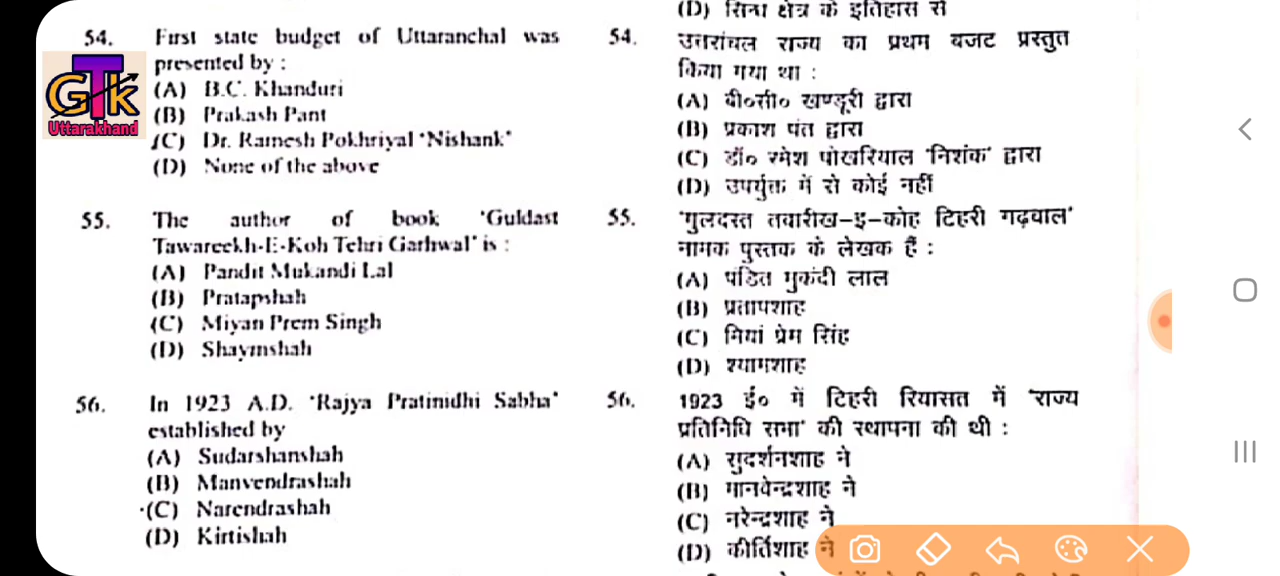 54. First state budget of Uttaranchal was
presented by :
(A) B.C. Khanduri
(B) Prakash Pant
(C) Dr. Ramesh Pokhriyal 'Nishank'
(D) None of the above
55. The author of book 'Guldast
Tawareekh-E-Koh Tehri Garhwal' is :
(A) Pandit Mukandi Lal
(B) Pratapshah
(C) Miyan Prem Singh
(D) Shaymshah
56. In 1923 A.D. 'Rajya Pratinidhi Sabha'
established by
(A) Sudarshanshah
(B) Manvendrashah
(C) Narendrashah
(D) Kirtishah
GTK
Uttarakhand
(D) सिन्ध क्षेत्र के इतिहास से
54. उत्तरांचल राज्य का प्रथम बजट प्रस्तुत
किया गया था :
(A) बी०सी० खण्डूरी द्वारा
(B) प्रकाश पंत द्वारा
(C) डॉ० रमेश पोखरियाल 'निशंक' द्वारा
(D) उपर्युक्त में से कोई नहीं
55. 'गुलदस्त तवारीख-इ-कोह टिहरी गढ़वाल'
नामक पुस्तक के लेखक हैं :
(A) पंडित मुकंदी लाल
(B) प्रतापशाह
(C) मियां प्रेम सिंह
(D) श्यामशाह
56. 1923 ई० में टिहरी रियासत में 'राज्य
प्रतिनिधि सभा' की स्थापना की थी :
(A) सुदर्शनशाह ने
(B) मानवेन्द्रशाह ने
(C) नरेन्द्रशाह ने
(D) कीर्तिशाह ने